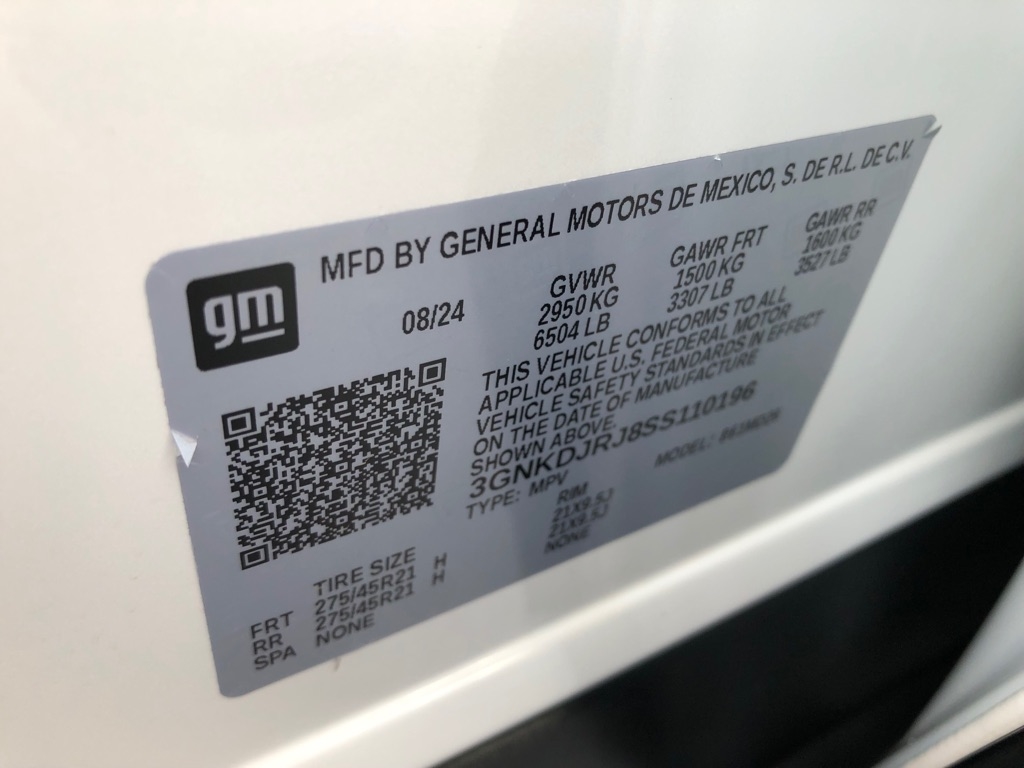 gm
MFD BY GENERAL MOTORS DE MEXICO, S. DE R.L. DE C.V.
08/24
GVWR
2950 KG
6504 LB
GAWR FRT
1500 KG
3307 LB
GAWR RR
1600 KG
3527 LB
THIS VEHICLE CONFORMS TO ALL
APPLICABLE U.S. FEDERAL MOTOR
VEHICLE SAFETY STANDARDS IN EFFECT
ON THE DATE OF MANUFACTURE
SHOWN ABOVE.
3GNKDJRJ8SS110196
TYPE: MPV MODEL:
TIRE SIZE RIM
FRT 275/45R21 H 21X9.5J
RR 275/45R21 H 21X9.5J
SPA NONE NONE